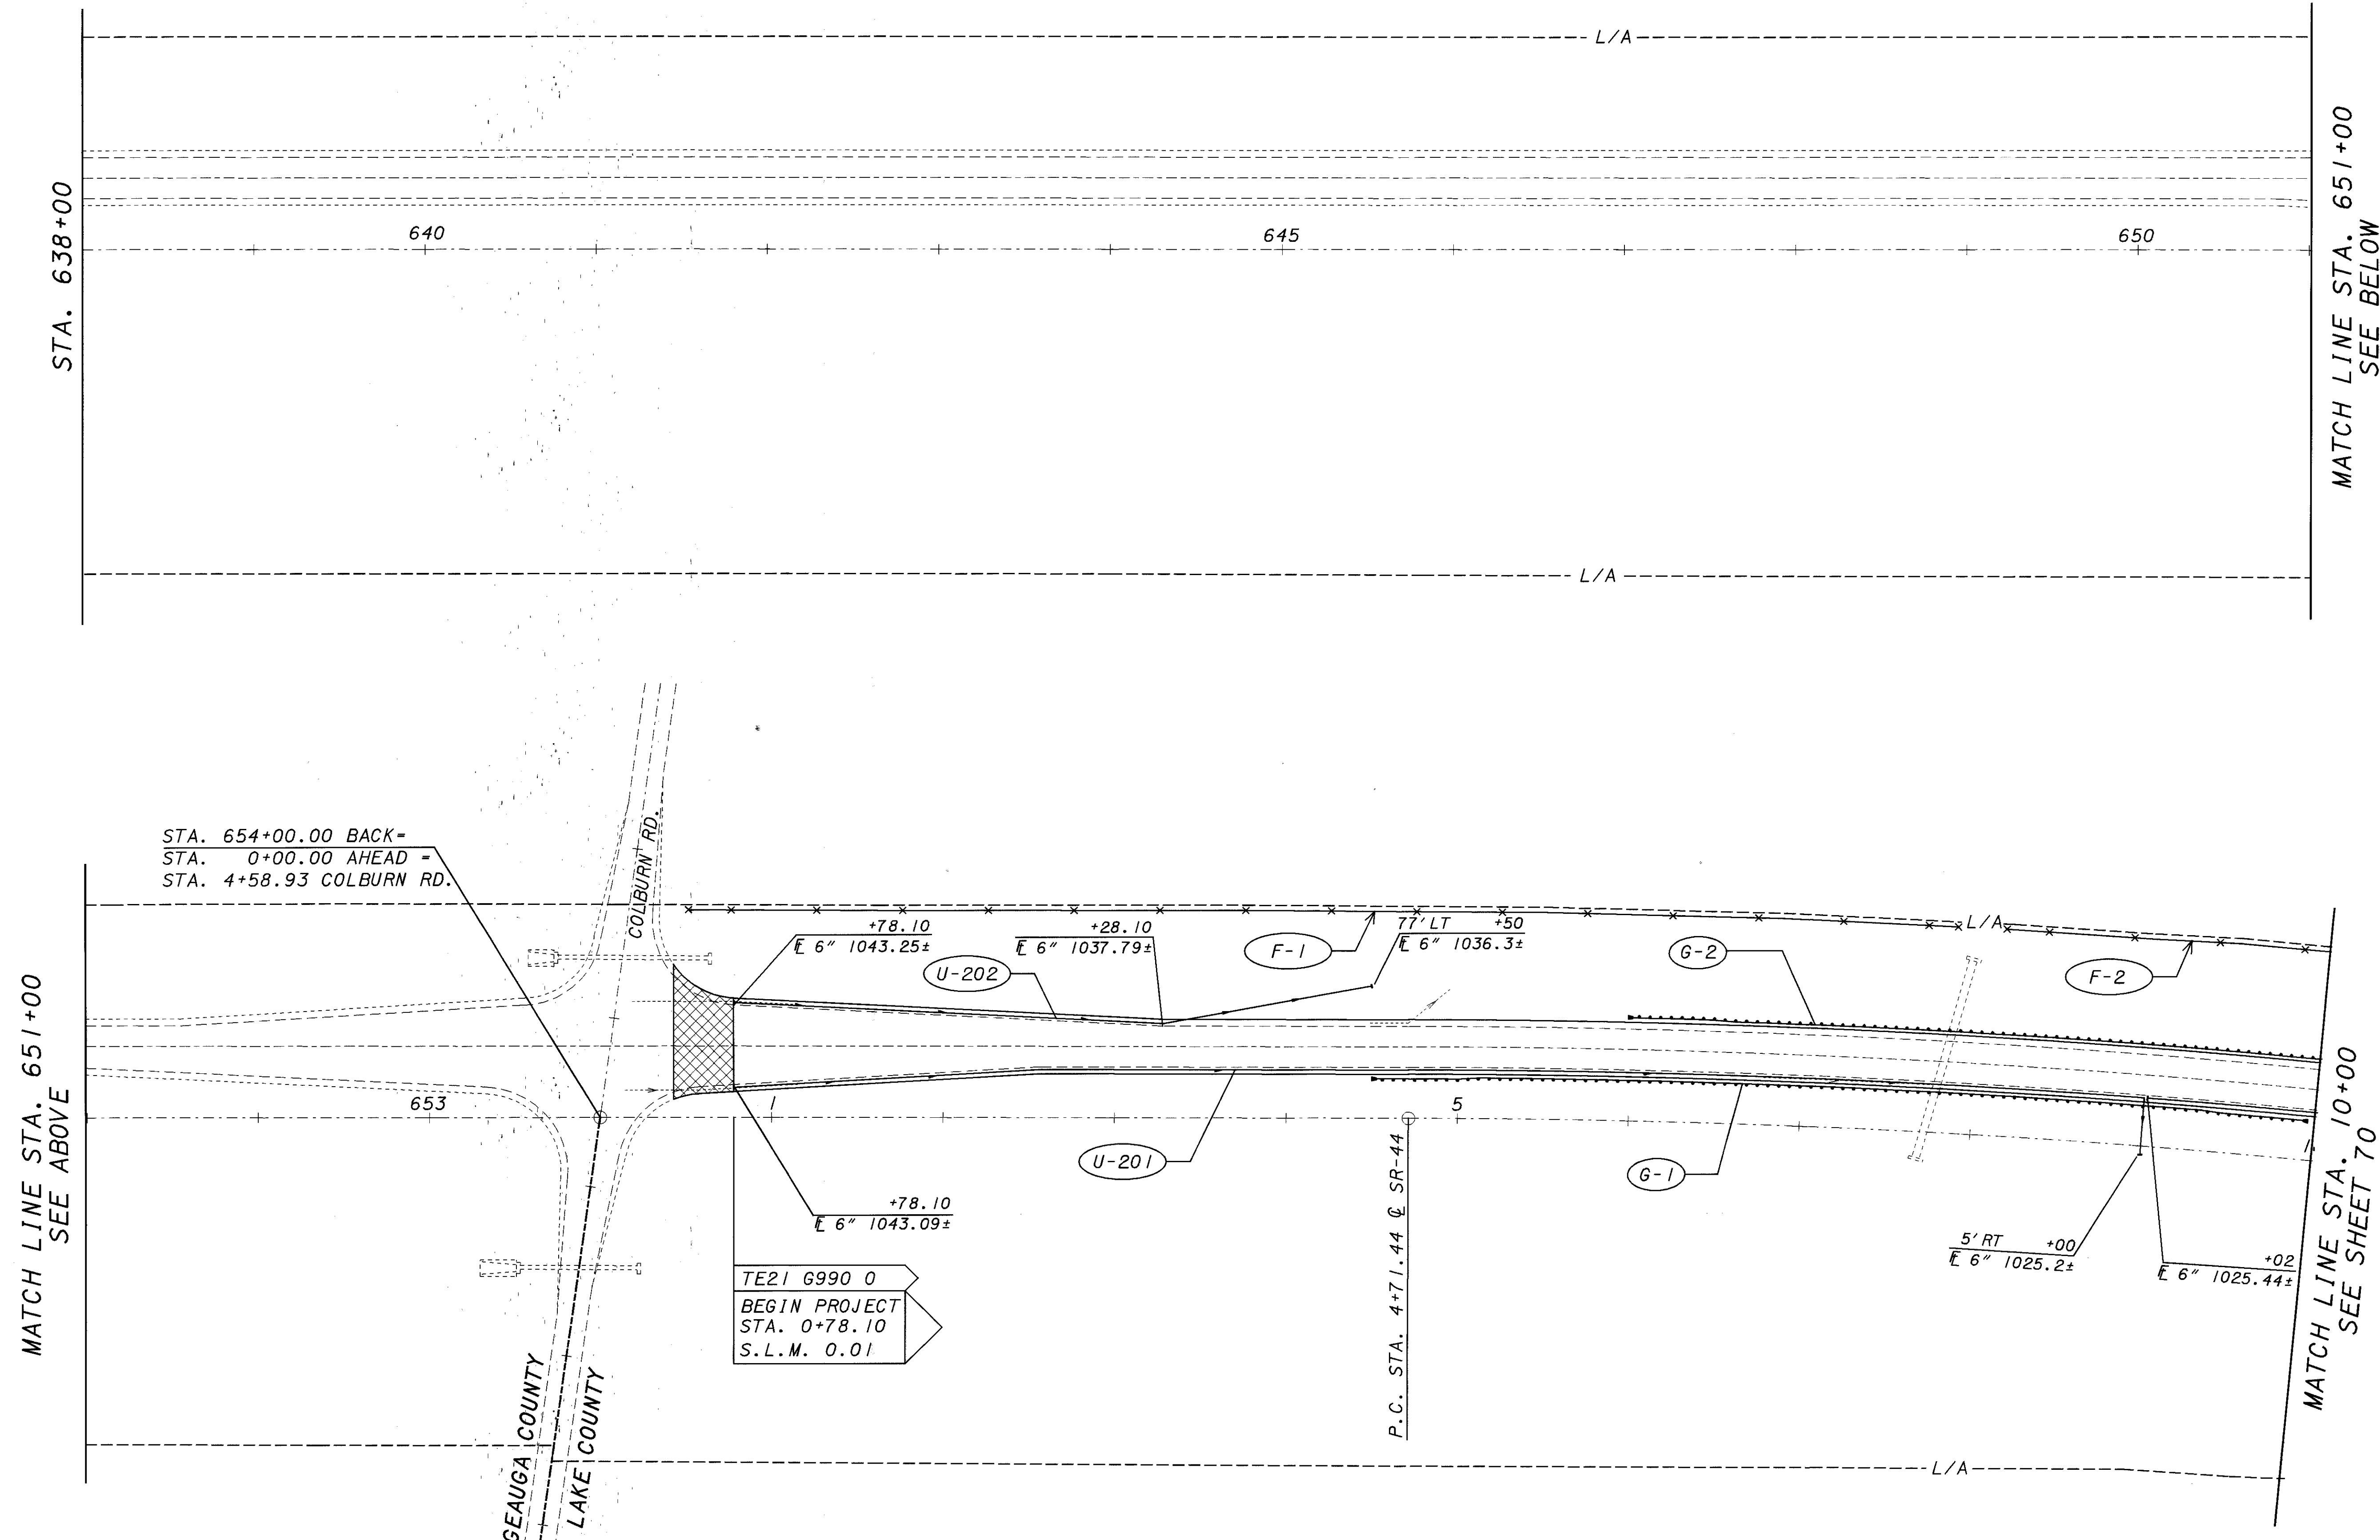 L/A
STA. 638+00
640
645
650
MATCH LINE STA. 651+00
SEE BELOW
L/A
STA. 654+00.00 BACK=
STA. 0+00.00 AHEAD =
STA. 4+58.93 COLBURN RD.
COLBURN RD.
+78.10
F̵L 6" 1043.25±
+28.10
F̵L 6" 1037.79±
F-1
77' LT +50
F̵L 6" 1036.3±
G-2
L/A
F-2
U-202
MATCH LINE STA. 651+00
SEE ABOVE
653
1
5
1
U-201
G-1
+78.10
F̵L 6" 1043.09±
P.C. STA. 4+71.44 ℄ SR-44
5' RT +00
F̵L 6" 1025.2±
+02
F̵L 6" 1025.44±
MATCH LINE STA. 10+00
SEE SHEET 70
TE21 G990 0
BEGIN PROJECT
STA. 0+78.10
S.L.M. 0.01
GEAUGA COUNTY
LAKE COUNTY
L/A